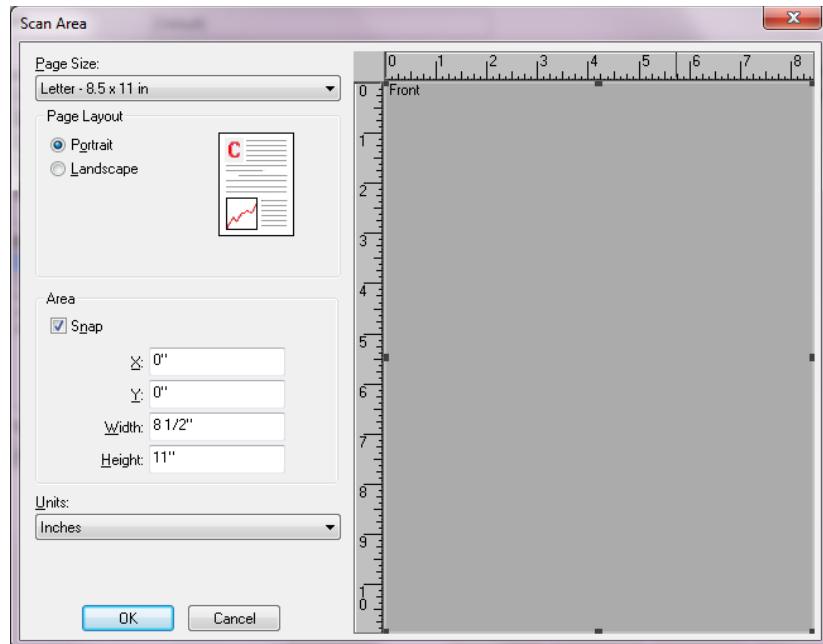 Scan Area
Page Size:
Letter - 8.5 x 11 in
Page Layout
Portrait
Landscape
C
Area
Snap
X: 0"
Y: 0"
Width: 8 1/2"
Height: 11"
Units:
Inches
OK Cancel
0 1 2 3 4 5 6 7 8
Front
0
1
2
3
4
5
6
7
8
9
10